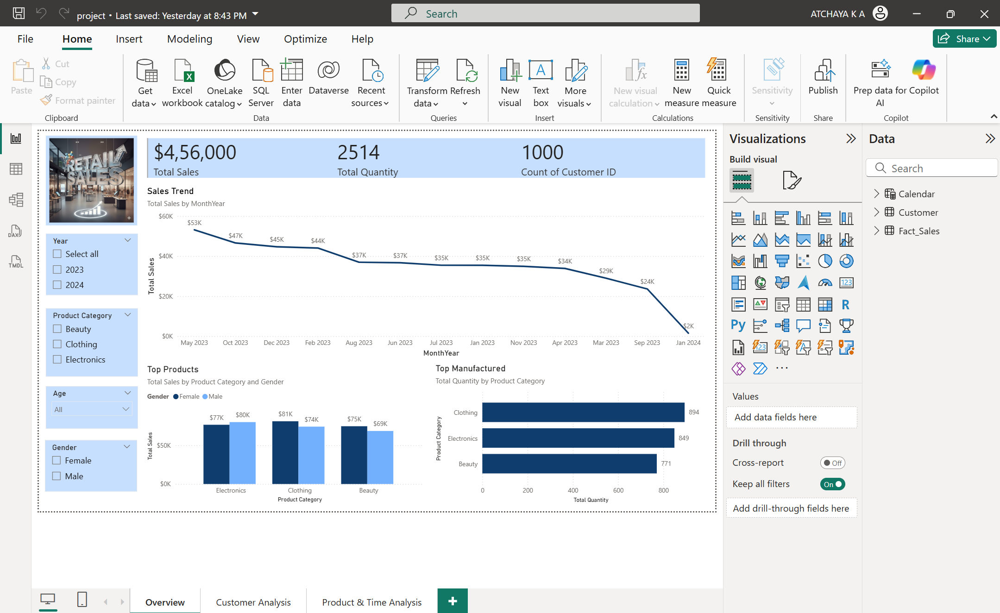 project • Last saved: Yesterday at 8:43 PM
Search
ATCHAYA K A
File Home Insert Modeling View Optimize Help
Share
Paste
Cut
Copy
Format painter
Clipboard
Get data
Excel workbook
OneLake catalog
SQL Server
Enter data
Dataverse
Recent sources
Data
Transform data
Refresh
Queries
New visual
Text box
More visuals
Insert
New visual calculation
New measure
Quick measure
Calculations
Sensitivity
Sensitivity
Publish
Share
Prep data for AI
Copilot
Copilot
DAX
TMDL
RETAIL
SALES
$4,56,000
Total Sales
2514
Total Quantity
1000
Count of Customer ID
Year
Select all
2023
2024
Product Category
Beauty
Clothing
Electronics
Age
All
Gender
Female
Male
Sales Trend
Total Sales by MonthYear
Total Sales
$60K
$40K
$20K
$0K
$53K
$47K
$45K
$44K
$37K
$37K
$35K
$35K
$35K
$34K
$29K
$24K
$2K
May 2023 Oct 2023 Dec 2023 Feb 2023 Aug 2023 Jun 2023 Jul 2023 Jan 2023 Nov 2023 Apr 2023 Mar 2023 Sep 2023 Jan 2024
MonthYear
Top Products
Total Sales by Product Category and Gender
Gender Female Male
Total Sales
$50K
$0K
$77K $80K
$81K $74K
$75K $69K
Electronics Clothing Beauty
Product Category
Top Manufactured
Total Quantity by Product Category
Product Category
Clothing 894
Electronics 849
Beauty 771
0 200 400 600 800
Total Quantity
Visualizations
Build visual
123
R
Py
123
Values
Add data fields here
Drill through
Cross-report Off
Keep all filters On
Add drill-through fields here
Data
Search
Calendar
Customer
Fact_Sales
Overview Customer Analysis Product & Time Analysis